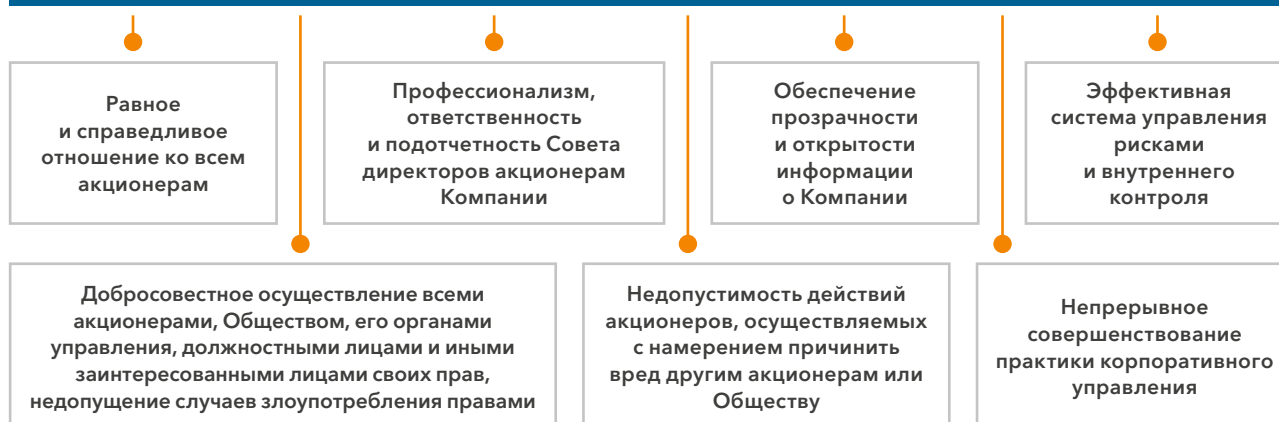 Равное
и справедливое
отношение ко всем
акционерам
Профессионализм,
ответственность
и подотчетность Совета
директоров акционерам
Компании
Обеспечение
прозрачности
и открытости
информации
о Компании
Эффективная
система управления
рисками
и внутреннего
контроля
Добросовестное осуществление всеми
акционерами, Обществом, его органами
управления, должностными лицами и иными
заинтересованными лицами своих прав,
недопущение случаев злоупотребления правами
Недопустимость действий
акционеров, осуществляемых
с намерением причинить
вред другим акционерам или
Обществу
Непрерывное
совершенствование
практики корпоративного
управления